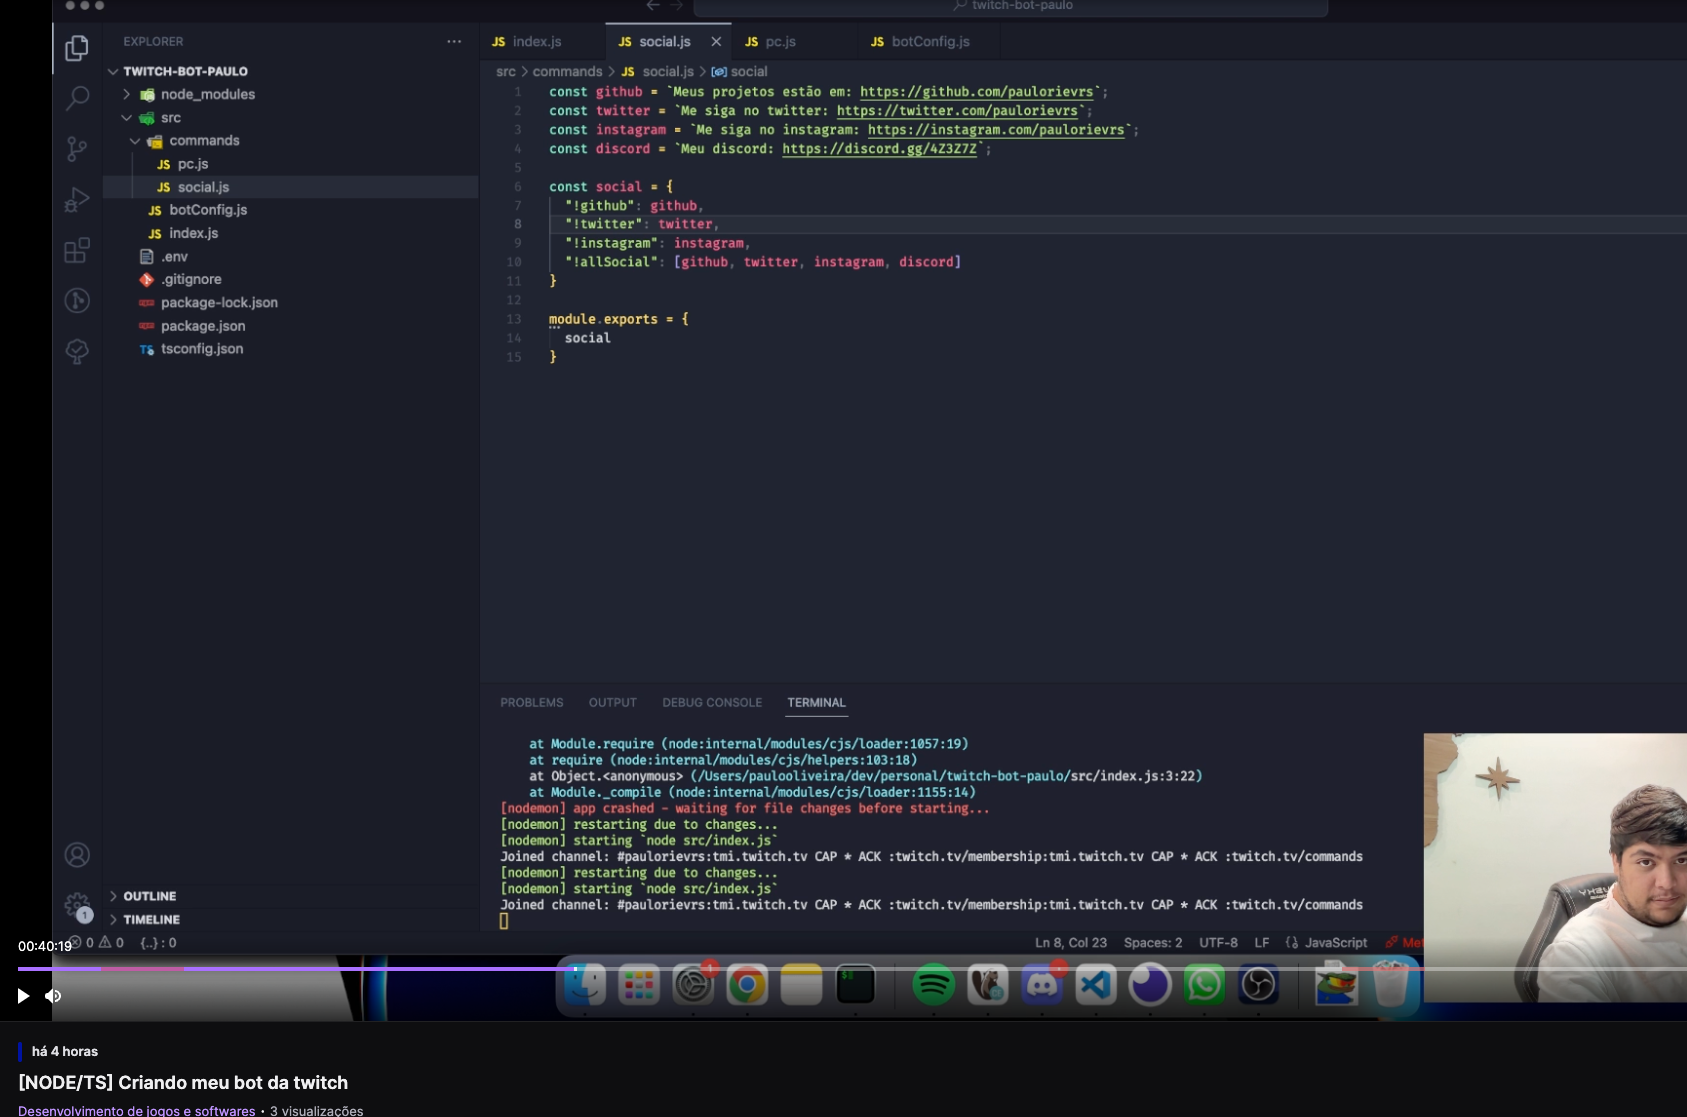 twitch-bot-paulo
EXPLORER
TWITCH-BOT-PAULO
node_modules
src
commands
JS pc.js
JS social.js
JS botConfig.js
JS index.js
.env
.gitignore
package-lock.json
package.json
TS tsconfig.json
OUTLINE
TIMELINE
JS index.js JS social.js JS pc.js JS botConfig.js
src > commands > JS social.js > social
1 const github = `Meus projetos estão em: https://github.com/paulorievrs`;
2 const twitter = `Me siga no twitter: https://twitter.com/paulorievrs`;
3 const instagram = `Me siga no instagram: https://instagram.com/paulorievrs`;
4 const discord = `Meu discord: https://discord.gg/4Z3Z7Z`;
5
6 const social = {
7 "!github": github,
8 "!twitter": twitter,
9 "!instagram": instagram,
10 "!allSocial": [github, twitter, instagram, discord]
11 }
12
13 module.exports = {
14 social
15 }
PROBLEMS OUTPUT DEBUG CONSOLE TERMINAL
at Module.require (node:internal/modules/cjs/loader:1057:19)
at require (node:internal/modules/cjs/helpers:103:18)
at Object.<anonymous> (/Users/paulooliveira/dev/personal/twitch-bot-paulo/src/index.js:3:22)
at Module._compile (node:internal/modules/cjs/loader:1155:14)
[nodemon] app crashed - waiting for file changes before starting...
[nodemon] restarting due to changes...
[nodemon] starting `node src/index.js`
Joined channel: #paulorievrs:tmi.twitch.tv CAP * ACK :twitch.tv/membership:tmi.twitch.tv CAP * ACK :twitch.tv/commands
[nodemon] restarting due to changes...
[nodemon] starting `node src/index.js`
Joined channel: #paulorievrs:tmi.twitch.tv CAP * ACK :twitch.tv/membership:tmi.twitch.tv CAP * ACK :twitch.tv/commands
1
00:40:19
0 0 {..} : 0
Ln 8, Col 23 Spaces: 2 UTF-8 LF JavaScript Met
1
há 4 horas
[NODE/TS] Criando meu bot da twitch
Desenvolvimento de jogos e softwares • 3 visualizações